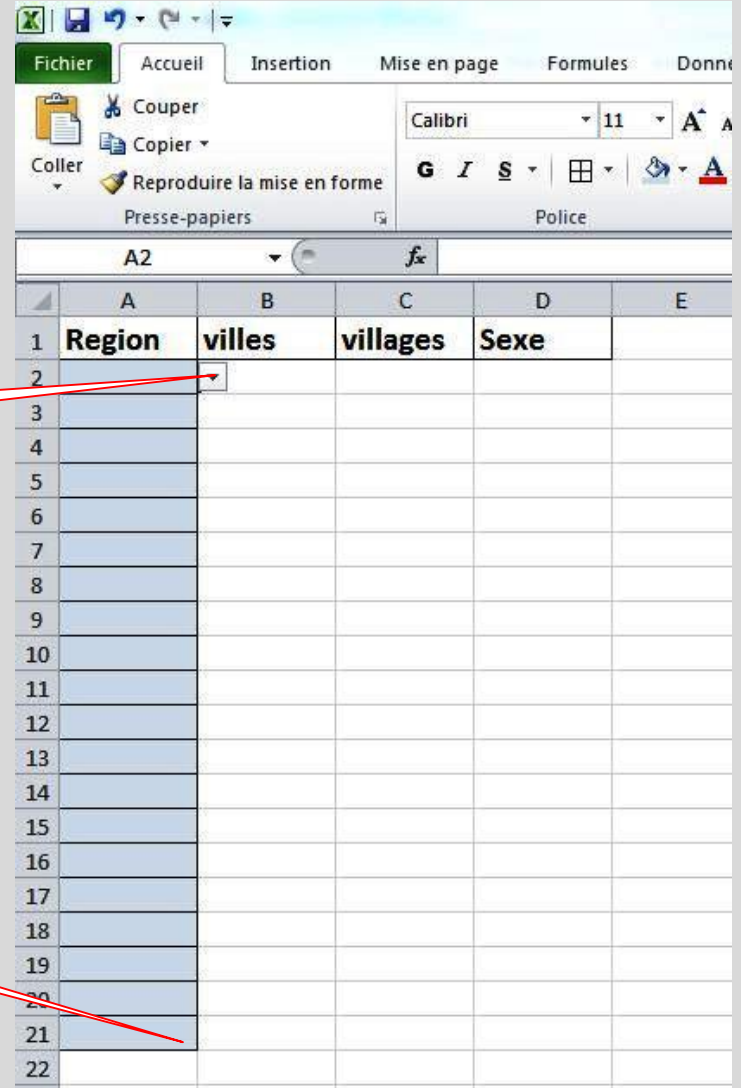 Fichier Accueil Insertion Mise en page Formules Donne
Couper
Copier
Coller
Reproduire la mise en forme
Presse-papiers
Calibri 11 A A
G I S A
Police
A2 fx
A B C D E
1 Region villes villages Sexe
2
3
4
5
6
7
8
9
10
11
12
13
14
15
16
17
18
19
20
21
22